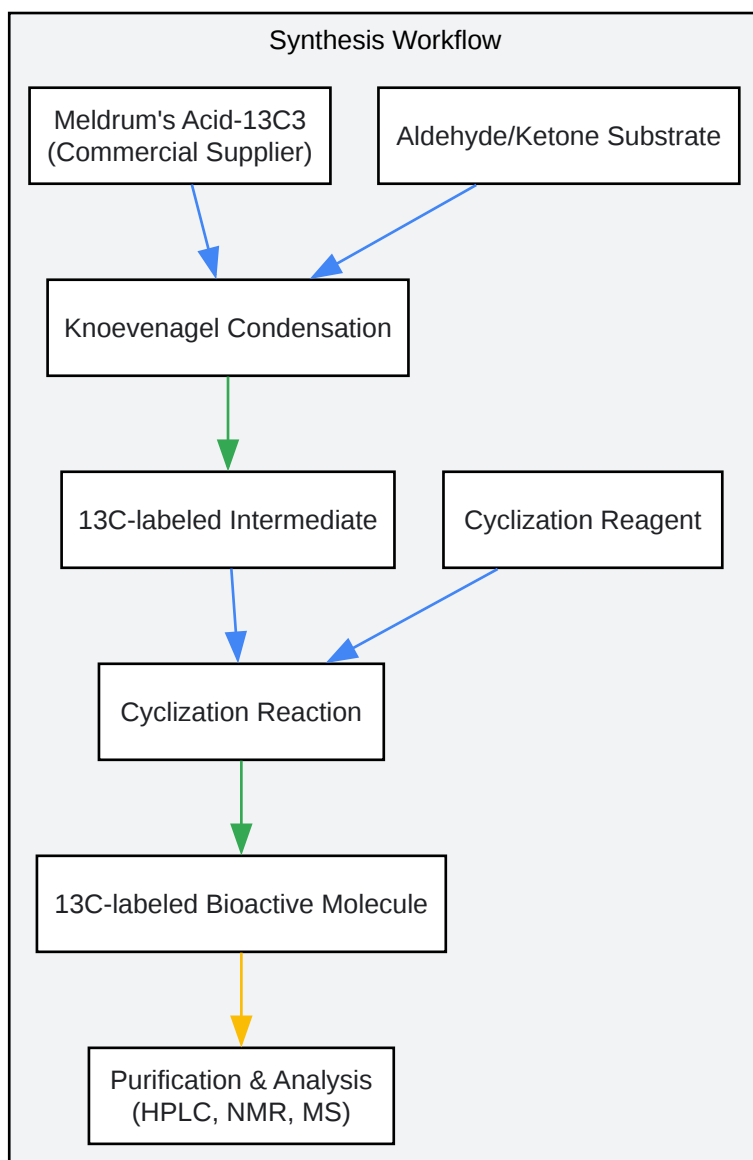 Synthesis Workflow
Meldrum's Acid-13C3
(Commercial Supplier)
Aldehyde/Ketone Substrate
Knoevenagel Condensation
13C-labeled Intermediate
Cyclization Reagent
Cyclization Reaction
13C-labeled Bioactive Molecule
Purification & Analysis
(HPLC, NMR, MS)